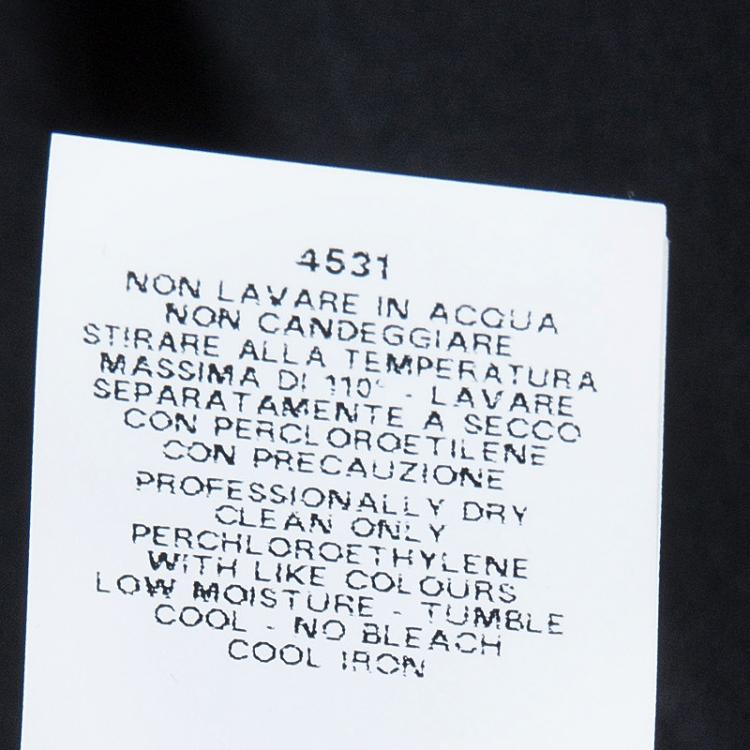 4531
NON LAVARE IN ACQUA
NON CANDEGGIARE
STIRARE ALLA TEMPERATURA
MASSIMA DI 110° - LAVARE
SEPARATAMENTE A SECCO
CON PERCLOROETILENE
CON PRECAUZIONE
PROFESSIONALLY DRY
CLEAN ONLY
PERCHLOROETHYLENE
WITH LIKE COLOURS
LOW MOISTURE - TUMBLE
COOL - NO BLEACH
COOL IRON